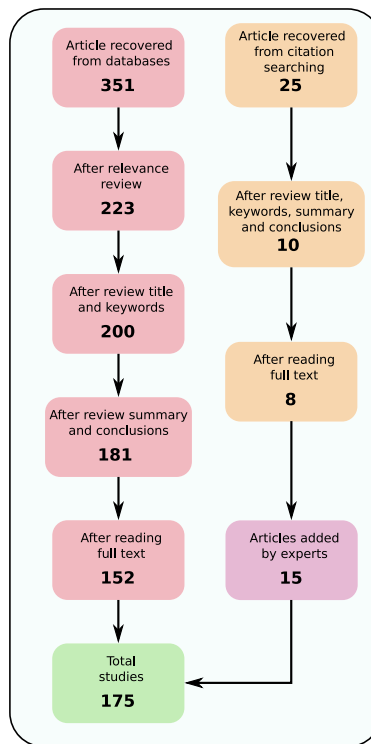 Article recovered
from databases
351
After relevance
review
223
After review title
and keywords
200
After review summary
and conclusions
181
After reading
full text
152
Total
studies
175
Article recovered
from citation
searching
25
After review title,
keywords, summary
and conclusions
10
After reading
full text
8
Articles added
by experts
15